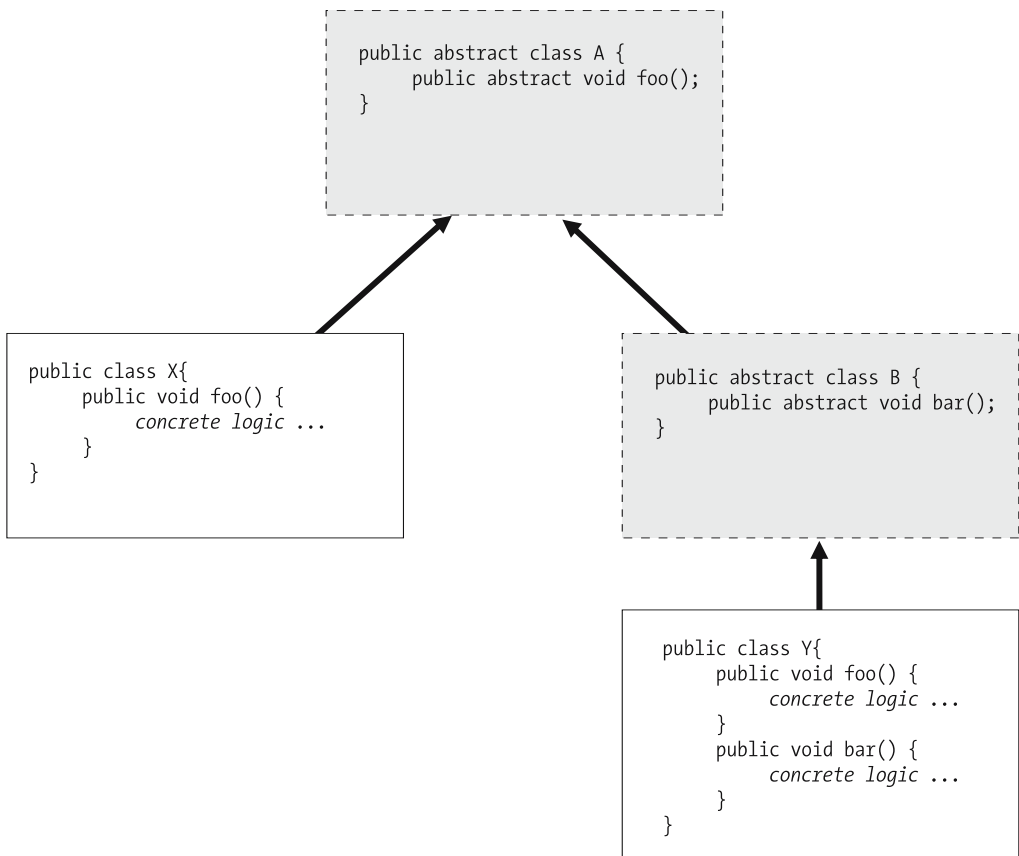 public abstract class A {
public abstract void foo();
}
public class X{
public void foo() {
concrete logic ...
}
}
public abstract class B {
public abstract void bar();
}
public class Y{
public void foo() {
concrete logic ...
}
public void bar() {
concrete logic ...
}
}